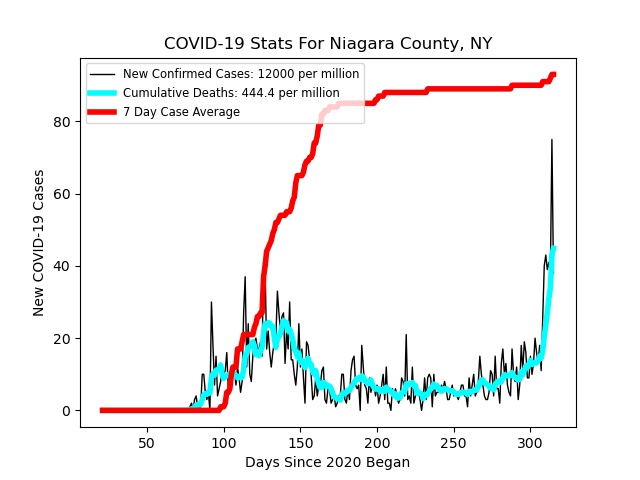 COVID-19 Stats For Niagara County, NY
New Confirmed Cases: 12000 per million
Cumulative Deaths: 444.4 per million
7 Day Case Average
New COVID-19 Cases
80
60
40
20
0
50 100 150 200 250 300
Days Since 2020 Began